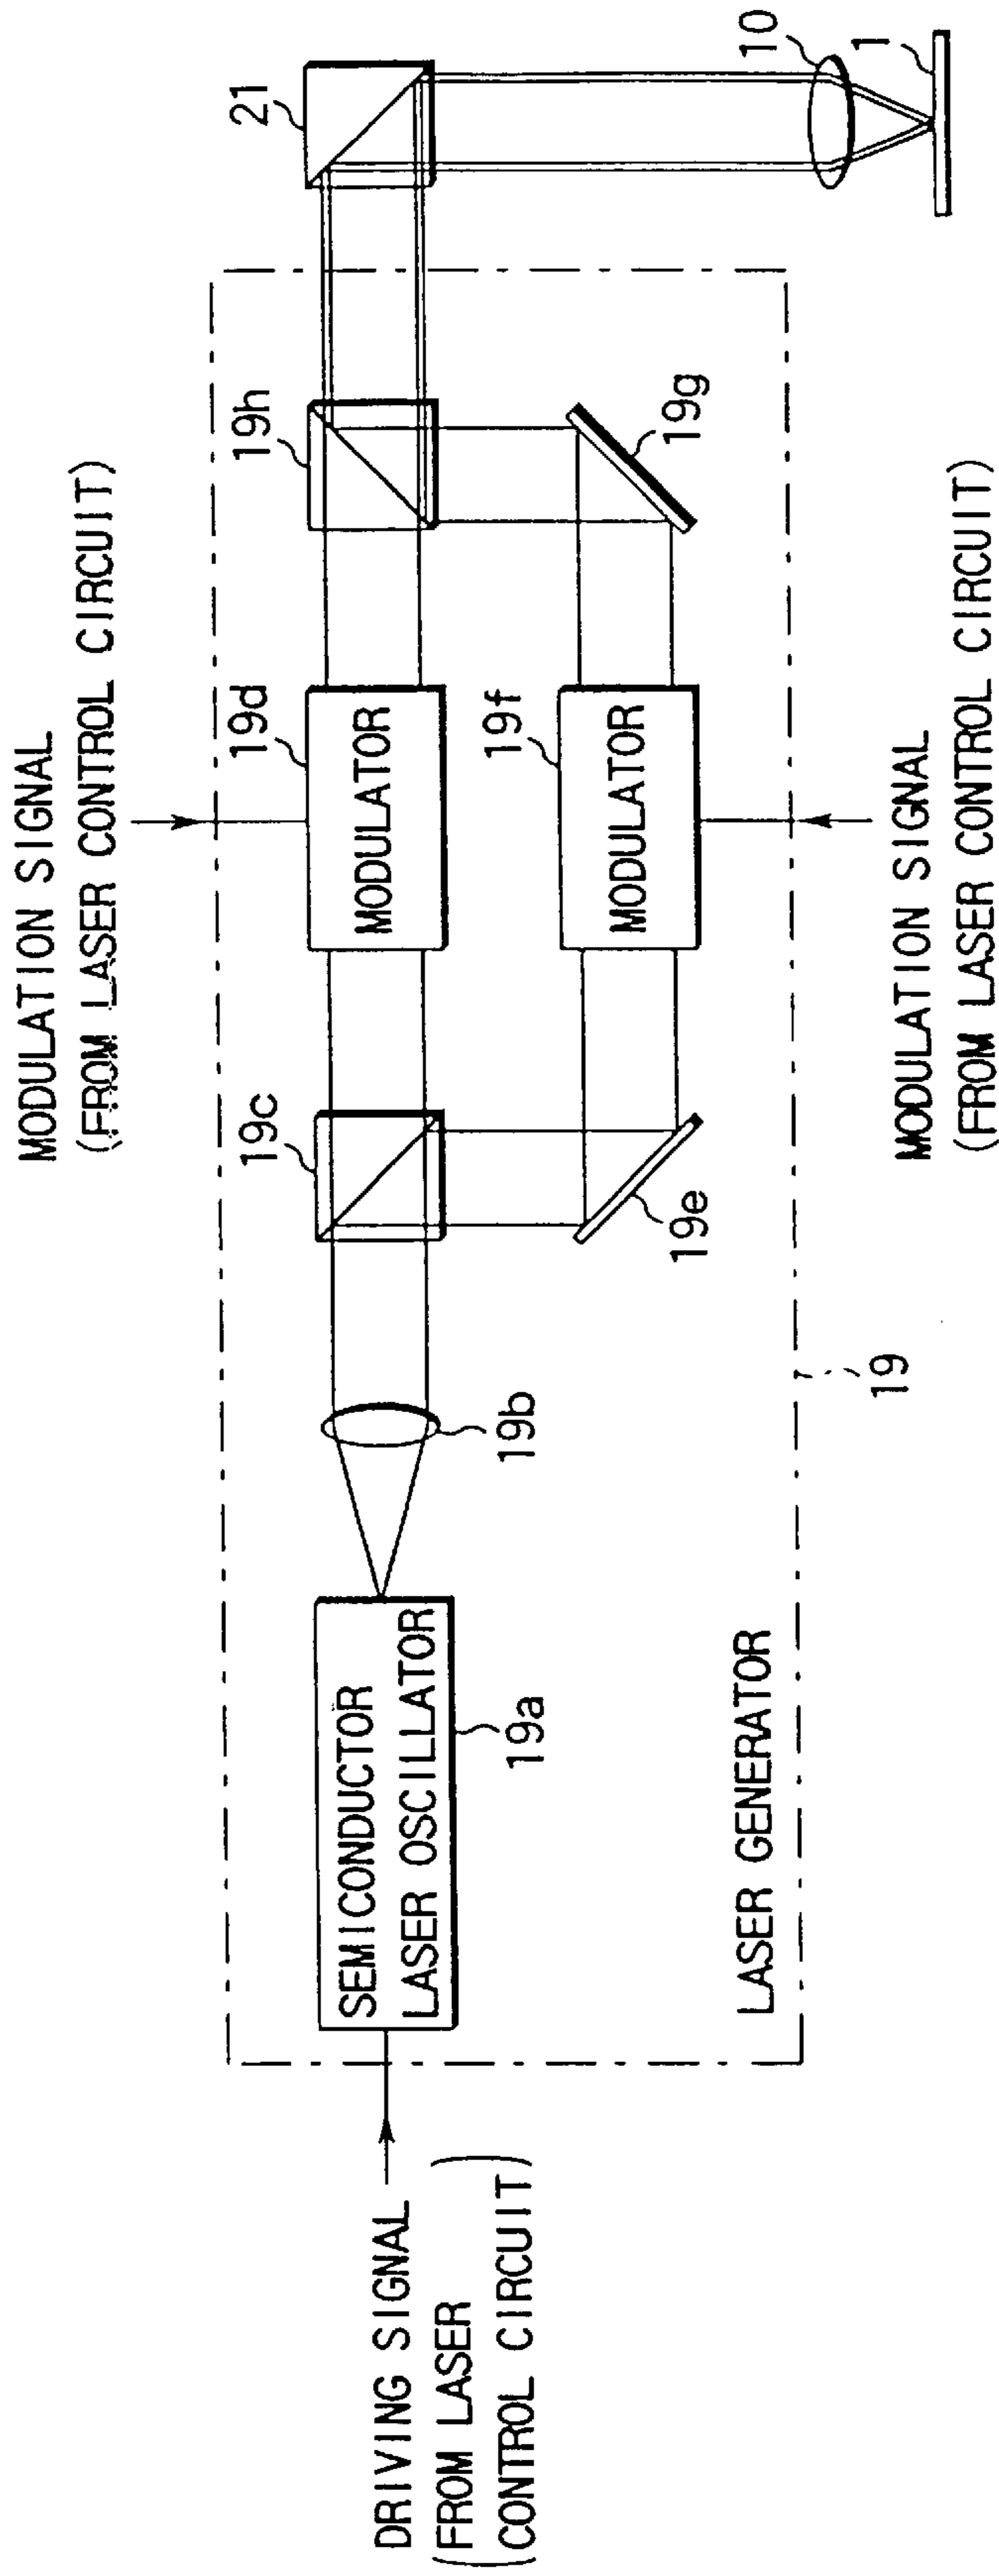 MODULATION SIGNAL
(FROM LASER CONTROL CIRCUIT)
19c
19d
19h
21
SEMICONDUCTOR
LASER OSCILLATOR
MODULATOR
DRIVING SIGNAL
(FROM LASER
CONTROL CIRCUIT)
19a
19b
19f
MODULATOR
19e
19g
LASER GENERATOR
10
19
1
MODULATION SIGNAL
(FROM LASER CONTROL CIRCUIT)